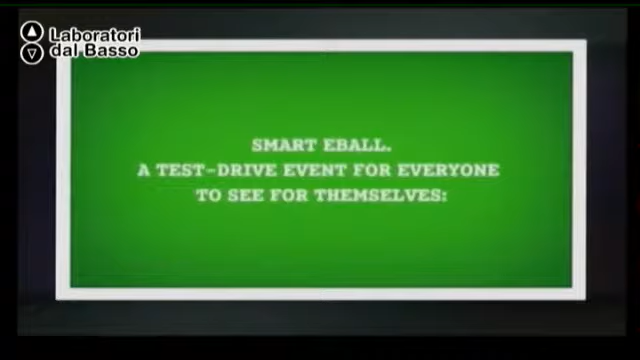 Laboratori
dal Basso
SMART EBALL.
A TEST-DRIVE EVENT FOR EVERYONE
TO SEE FOR THEMSELVES: